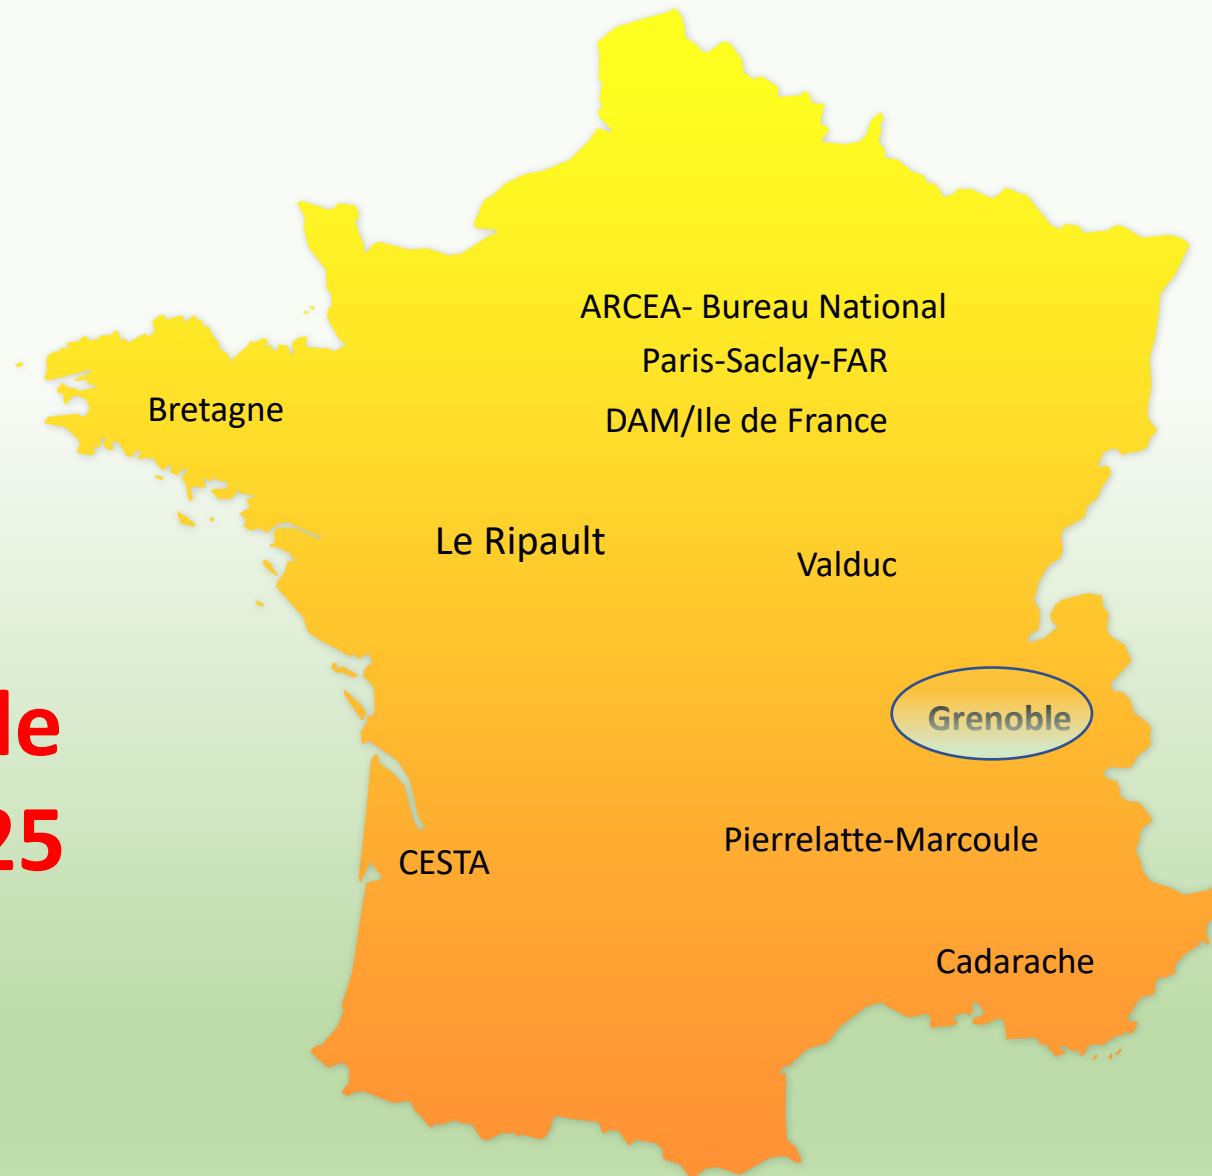 ARCEA- Bureau National
Paris-Saclay-FAR
Bretagne
DAM/Ile de France
Le Ripault
Valduc
Grenoble
le
25
Pierrelatte-Marcoule
CESTA
Cadarache